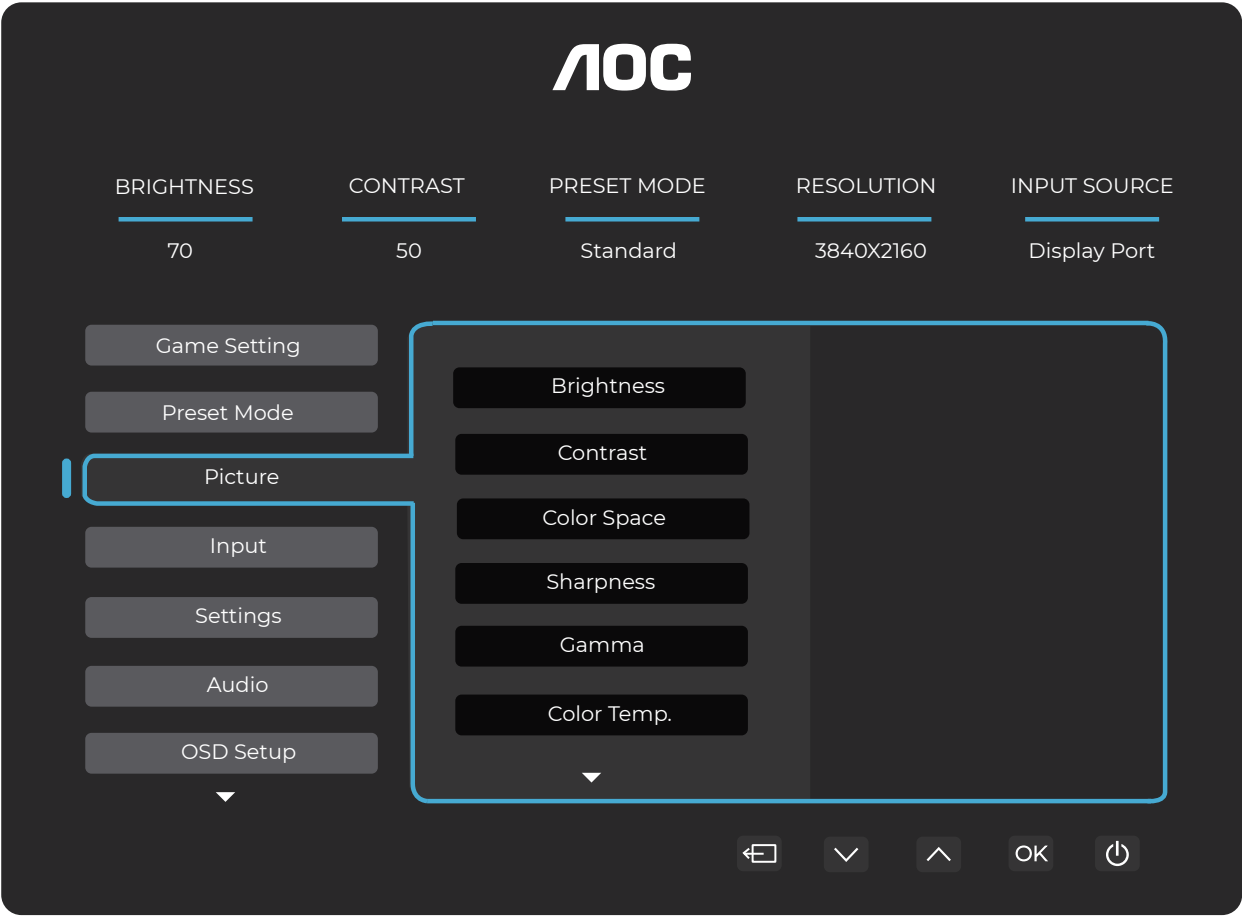 AOC
BRIGHTNESS
CONTRAST
PRESET MODE
RESOLUTION
INPUT SOURCE
70
50
Standard
3840X2160
Display Port
Game Setting
Preset Mode
Picture
Input
Settings
Audio
OSD Setup
Brightness
Contrast
Color Space
Sharpness
Gamma
Color Temp.
OK